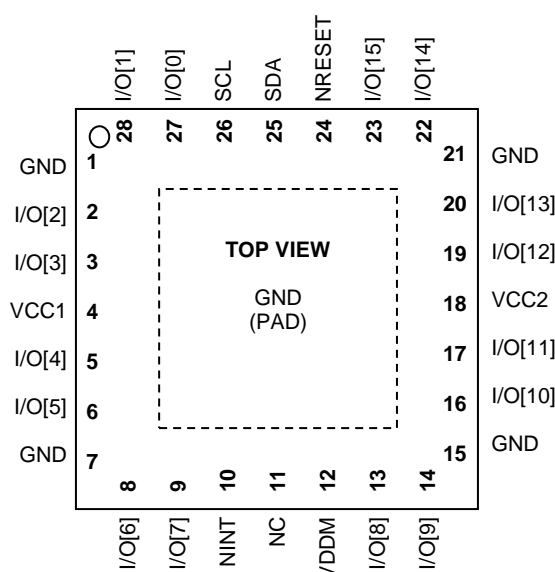 I/O[1]
I/O[0]
SCL
SDA
NRESET
I/O[15]
I/O[14]
28
27
26
25
24
23
22
GND 1
21 GND
I/O[2] 2
20 I/O[13]
I/O[3] 3
19 I/O[12]
TOP VIEW
GND
(PAD)
VCC1 4
18 VCC2
I/O[4] 5
17 I/O[11]
I/O[5] 6
16 I/O[10]
GND 7
15 GND
8
9
10
11
12
13
14
I/O[6]
I/O[7]
NINT
NC
VDDM
I/O[8]
I/O[9]